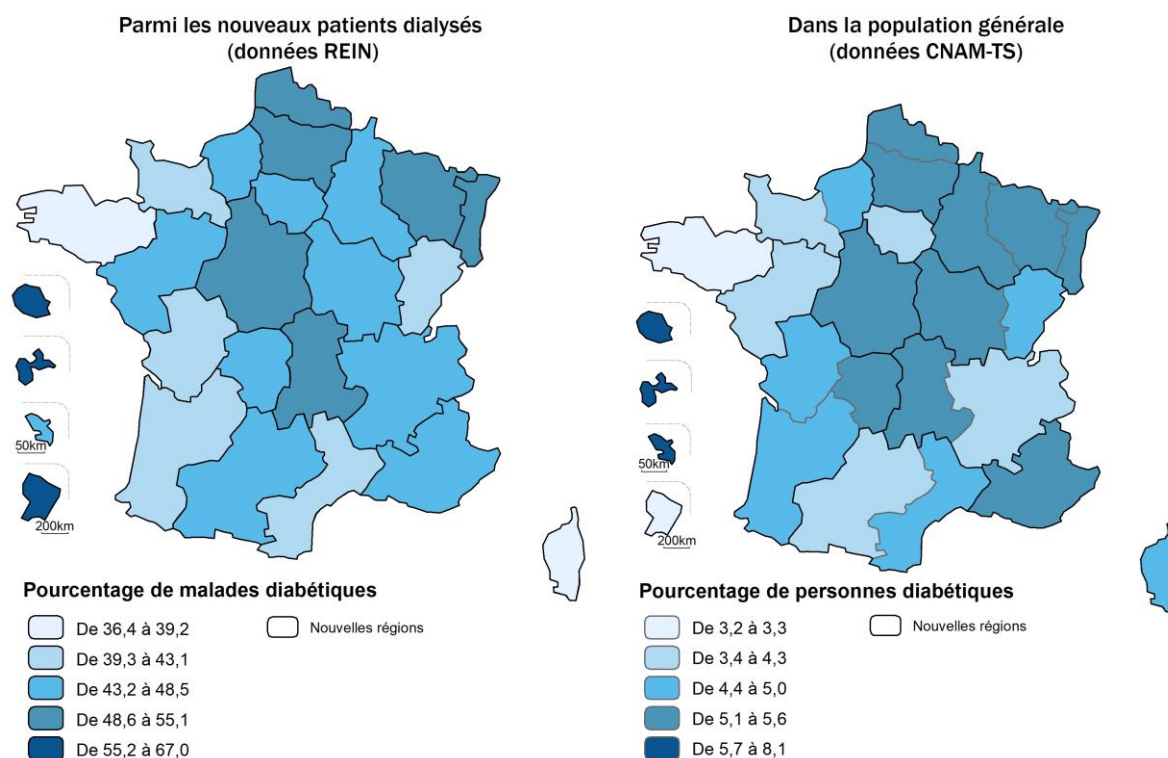 Parmi les nouveaux patients dialysés
(données REIN)
50km
200km
Pourcentage de malades diabétiques
De 36,4 à 39,2
Nouvelles régions
De 39,3 à 43,1
De 43,2 à 48,5
De 48,6 à 55,1
De 55,2 à 67,0
Dans la population générale
(données CNAM-TS)
50km
200km
Pourcentage de personnes diabétiques
De 3,2 à 3,3
Nouvelles régions
De 3,4 à 4,3
De 4,4 à 5,0
De 5,1 à 5,6
De 5,7 à 8,1